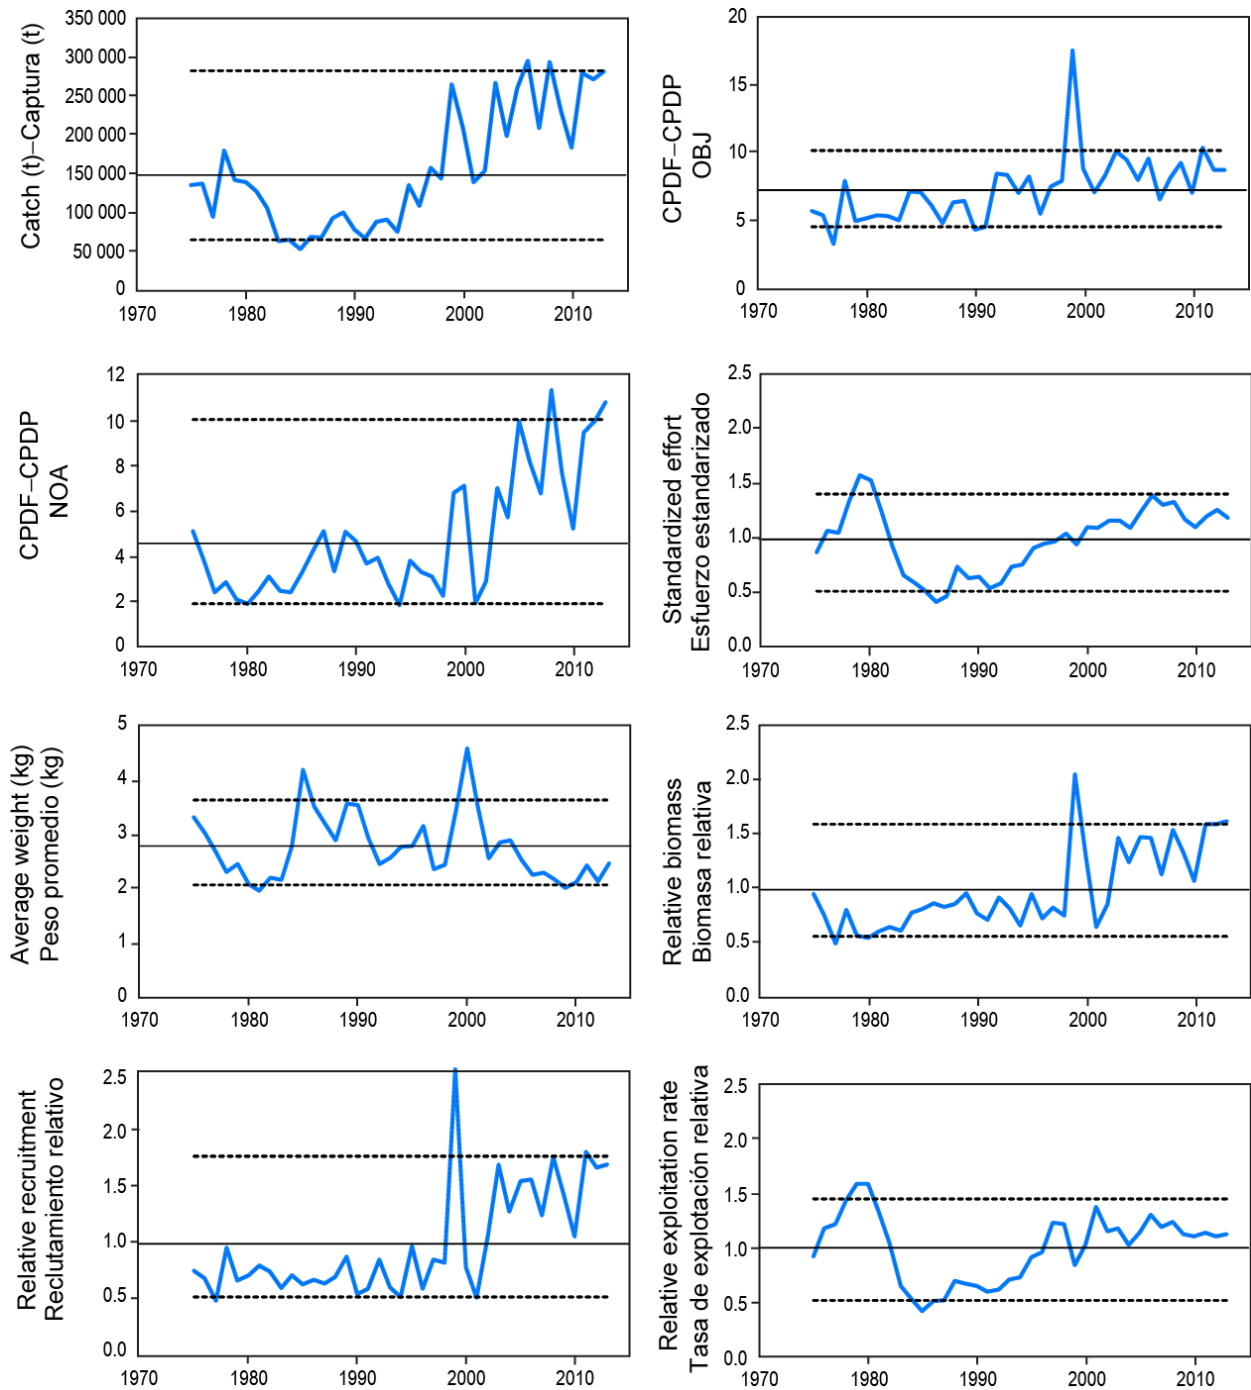 Catch (t)–Captura (t)
350 000
300 000
250 000
200 000
150 000
100 000
50 000
0
1970 1980 1990 2000 2010
CPDF–CPDP
OBJ
20
15
10
5
0
1970 1980 1990 2000 2010
CPDF–CPDP
NOA
12
10
8
6
4
2
0
1970 1980 1990 2000 2010
Standardized effort
Esfuerzo estandarizado
2.5
2.0
1.5
1.0
0.5
0.0
1970 1980 1990 2000 2010
Average weight (kg)
Peso promedio (kg)
5
4
3
2
1
0
1970 1980 1990 2000 2010
Relative biomass
Biomasa relativa
2.5
2.0
1.5
1.0
0.5
0.0
1970 1980 1990 2000 2010
Relative recruitment
Reclutamiento relativo
2.5
2.0
1.5
1.0
0.5
0.0
1970 1980 1990 2000 2010
Relative exploitation rate
Tasa de explotación relativa
2.5
2.0
1.5
1.0
0.5
0.0
1970 1980 1990 2000 2010